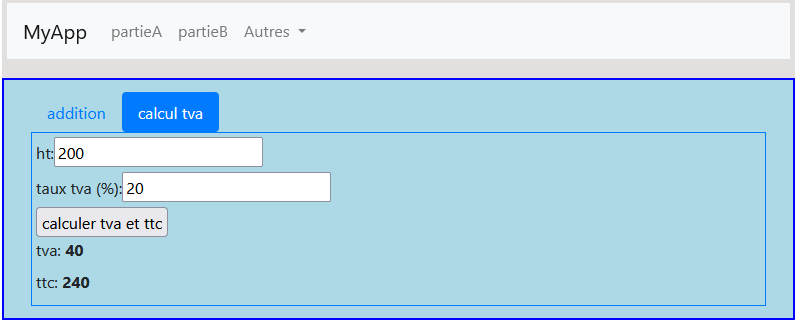 MyApp partieA partieB Autres
addition calcul tva
ht: 200
taux tva (%): 20
calculer tva et ttc
tva: 40
ttc: 240